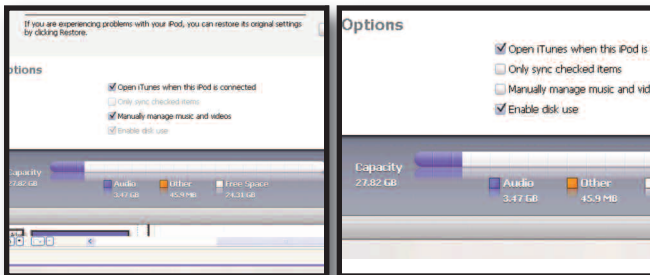 If you are experiencing problems with your iPod, you can restore its original settings
by clicking Restore.
ptions
Open iTunes when this iPod is connected
Only sync checked items
Manually manage music and videos
Enable disk use
Capacity
27.82 GB
Audio
3.47 GB
Other
45.9 MB
Free Space
24.31 GB
Options
Open iTunes when this iPod is
Only sync checked items
Manually manage music and vid
Enable disk use
Capacity
27.82 GB
Audio
3.47 GB
Other
45.9 MB